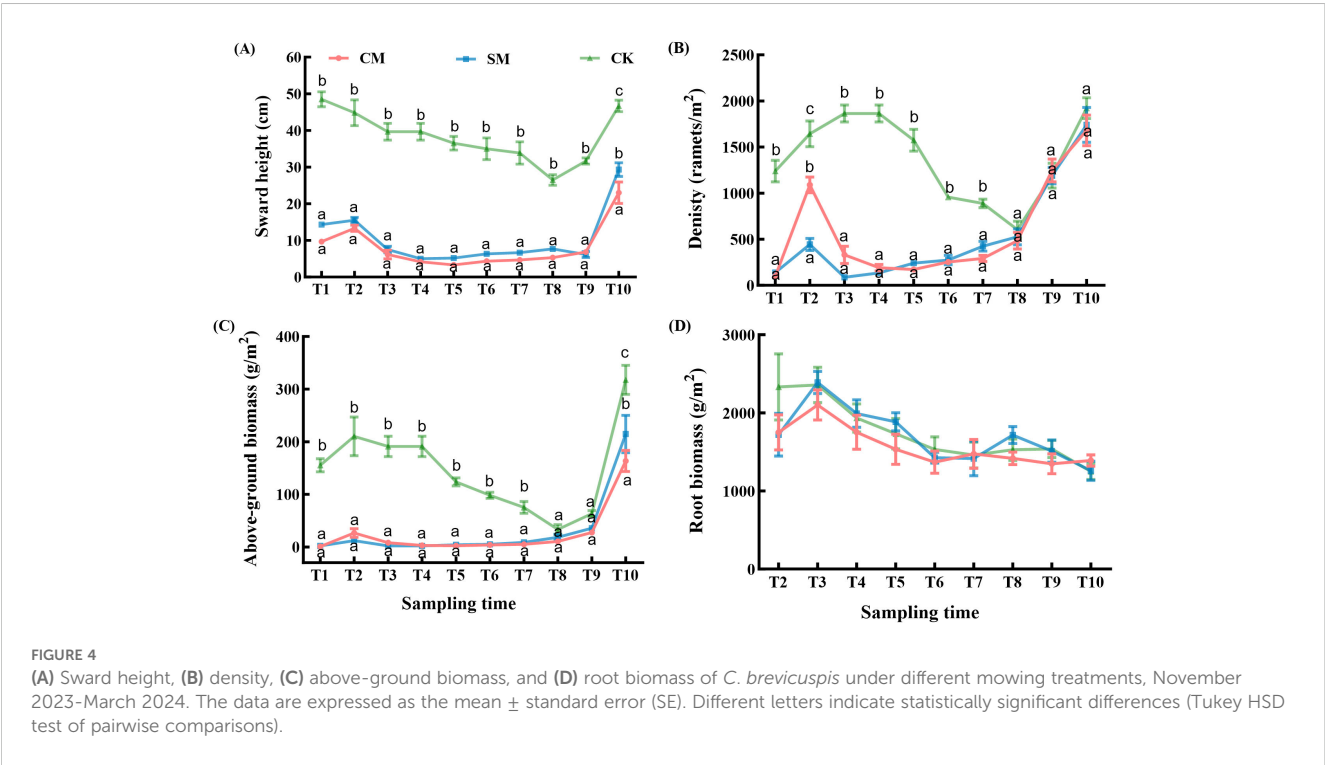 (A)
CM SM CK
Sward height (cm)
60
50
40
30
20
10
0
b b b b b b b b b c
b
a a a a a a a a a
a a a a a a a a a a
T1 T2 T3 T4 T5 T6 T7 T8 T9 T10
(B)
Denisty (ramets/m²)
2500
2000
1500
1000
500
0
b c b b b b b a a a
b a a a a a a a a
a a a a a a a a a a
T1 T2 T3 T4 T5 T6 T7 T8 T9 T10
(C)
Above-ground biomass (g/m²)
400
300
200
100
0
b b b b b b b a a c
a a a a a a a a a b
a a a a a a a a a a
T1 T2 T3 T4 T5 T6 T7 T8 T9 T10
Sampling time
(D)
Root biomass (g/m²)
3000
2000
1000
0
T2 T3 T4 T5 T6 T7 T8 T9 T10
Sampling time
FIGURE 4
(A) Sward height, (B) density, (C) above-ground biomass, and (D) root biomass of C. brevicuspis under different mowing treatments, November
2023-March 2024. The data are expressed as the mean ± standard error (SE). Different letters indicate statistically significant differences (Tukey HSD
test of pairwise comparisons).